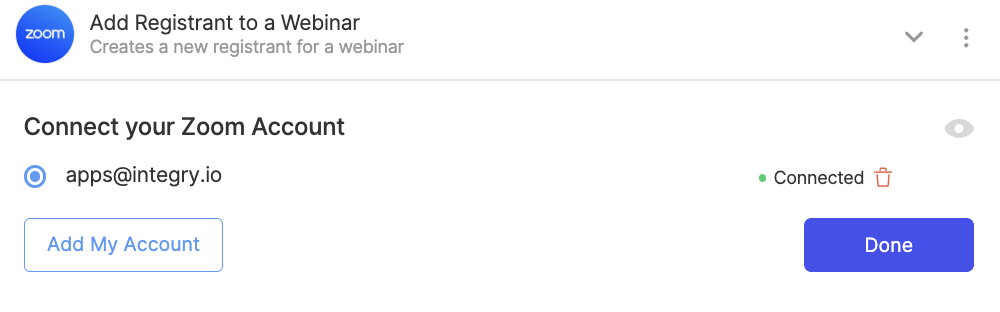 zoom
Add Registrant to a Webinar
Creates a new registrant for a webinar
Connect your Zoom Account
apps@integry.io
Connected
Add My Account
Done